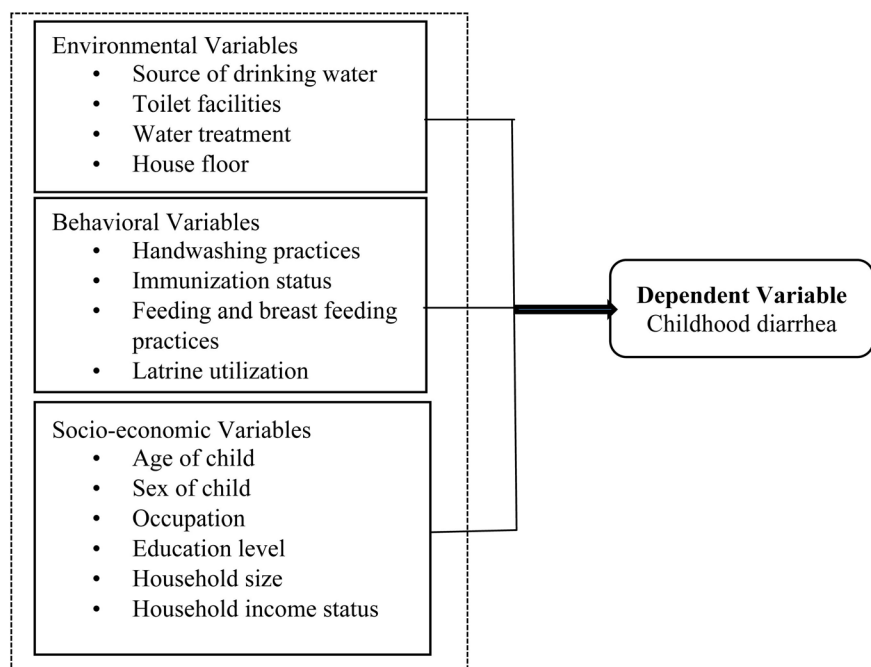 Environmental Variables
• Source of drinking water
• Toilet facilities
• Water treatment
• House floor
Behavioral Variables
• Handwashing practices
• Immunization status
• Feeding and breast feeding
practices
• Latrine utilization
Socio-economic Variables
• Age of child
• Sex of child
• Occupation
• Education level
• Household size
• Household income status
Dependent Variable
Childhood diarrhea